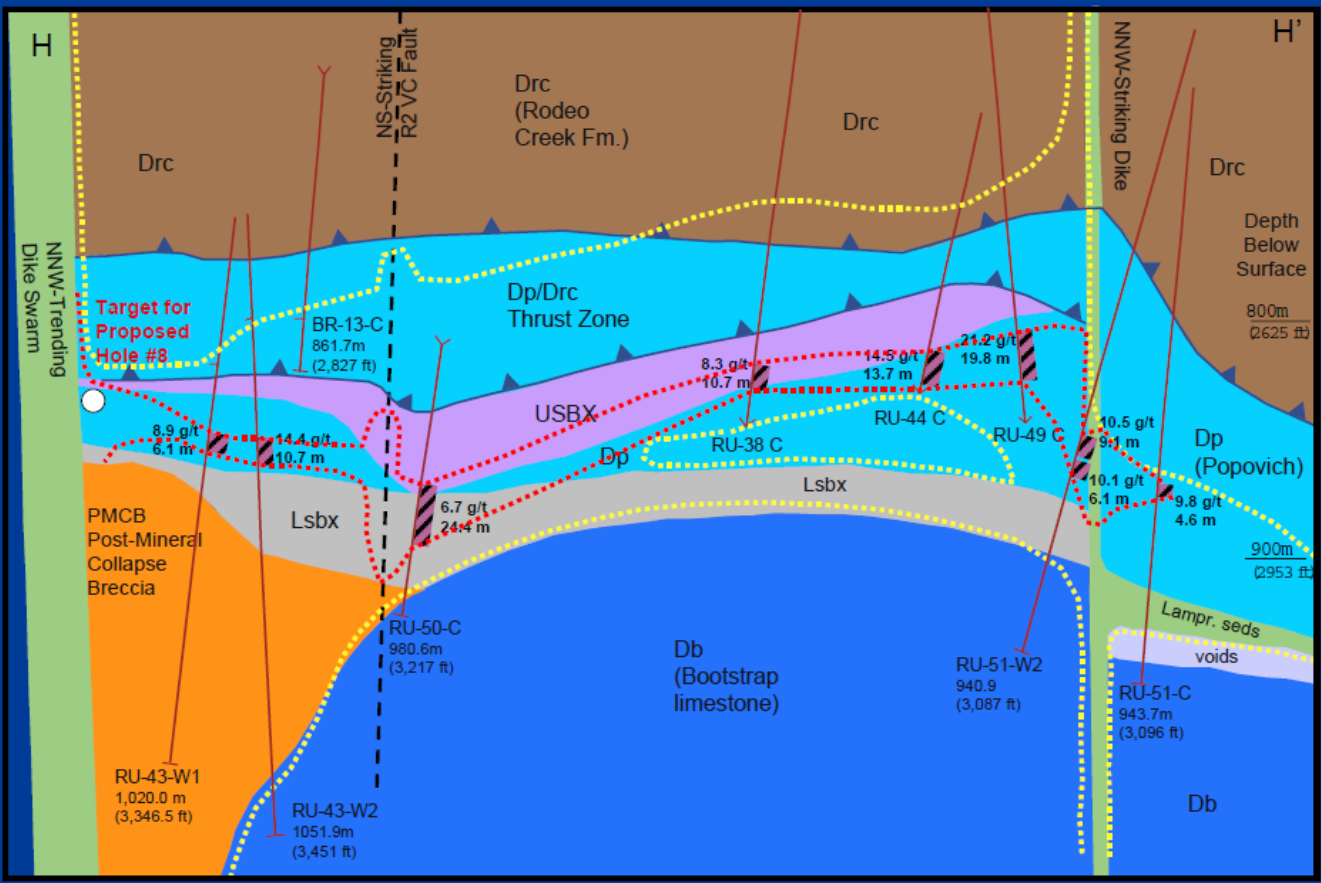 H
H'
NS-Striking
R2 VC Fault
NNW-Striking Dike
Drc
(Rodeo
Creek Fm.)
Drc
Drc
Drc
Depth
Below
Surface
NNW-Trending
Dike Swarm
Target for
Proposed
Hole #8
Dp/Drc
Thrust Zone
800m
(2625 ft)
BR-13-C
861.7m
(2,827 ft)
8.3 g/t
10.7 m
14.5 g/t
13.7 m
21.2 g/t
19.8 m
USBX
RU-44 C
RU-38 C
RU-49 C
8.9 g/t
6.1 m
14.4 g/t
10.7 m
10.5 g/t
9.1 m
Dp
Dp
(Popovich)
Lsbx
10.1 g/t
6.1 m
9.8 g/t
4.6 m
6.7 g/t
24.4 m
Lsbx
PMCB
Post-Mineral
Collapse
Breccia
900m
(2953 ft)
Lampr. seds
voids
RU-50-C
980.6m
(3,217 ft)
Db
(Bootstrap
limestone)
RU-51-W2
940.9
(3,087 ft)
RU-51-C
943.7m
(3,096 ft)
RU-43-W1
1,020.0 m
(3,346.5 ft)
RU-43-W2
1051.9m
(3,451 ft)
Db